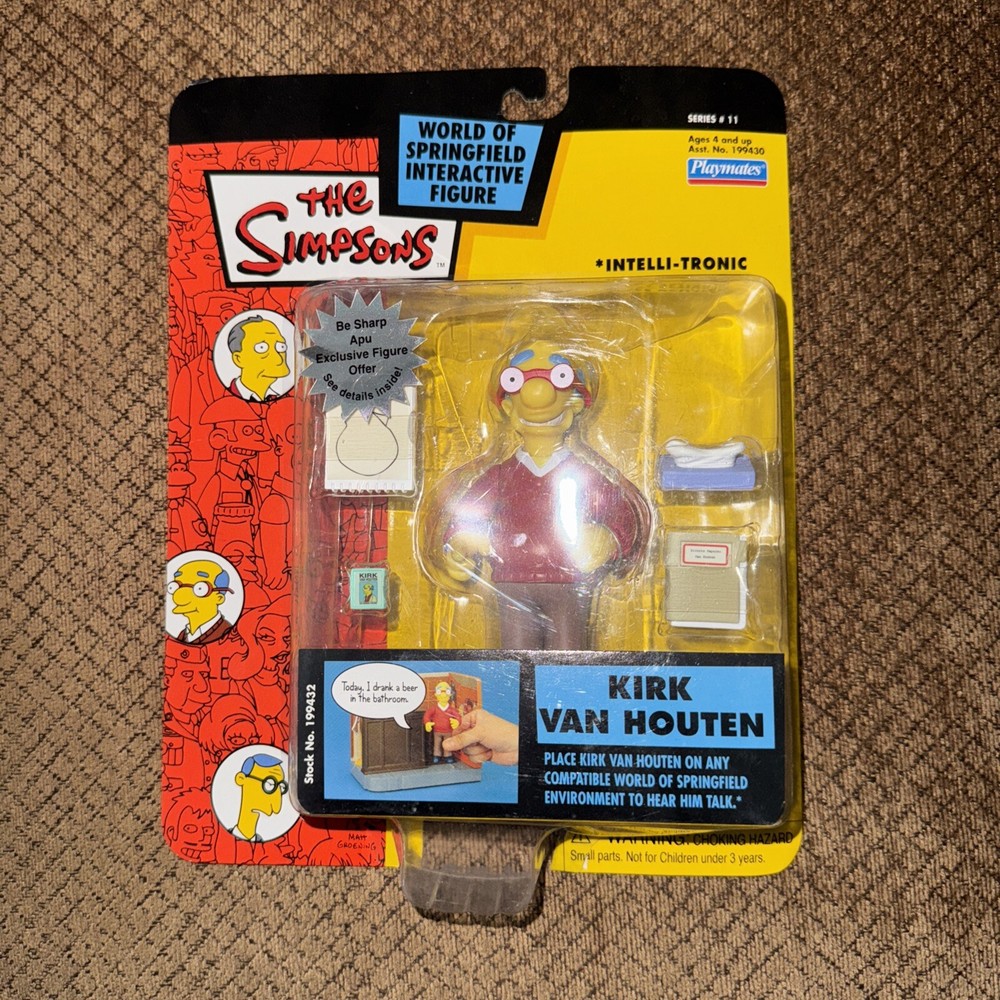 SERIES # 11
Ages 4 and up
Asst. No. 199430
Playmates®
WORLD OF
SPRINGFIELD
INTERACTIVE
FIGURE
THE
SIMPSONS
TM
*INTELLI-TRONIC
Be Sharp
Apu
Exclusive Figure
Offer
See details inside!
KIRK
VAN HOUTEN
Stock No. 199432
Today, I drank a beer
in the bathroom.
KIRK
VAN HOUTEN
PLACE KIRK VAN HOUTEN ON ANY
COMPATIBLE WORLD OF SPRINGFIELD
ENVIRONMENT TO HEAR HIM TALK.*
MATT
GROENING
WARNING: CHOKING HAZARD
Small parts. Not for Children under 3 years.